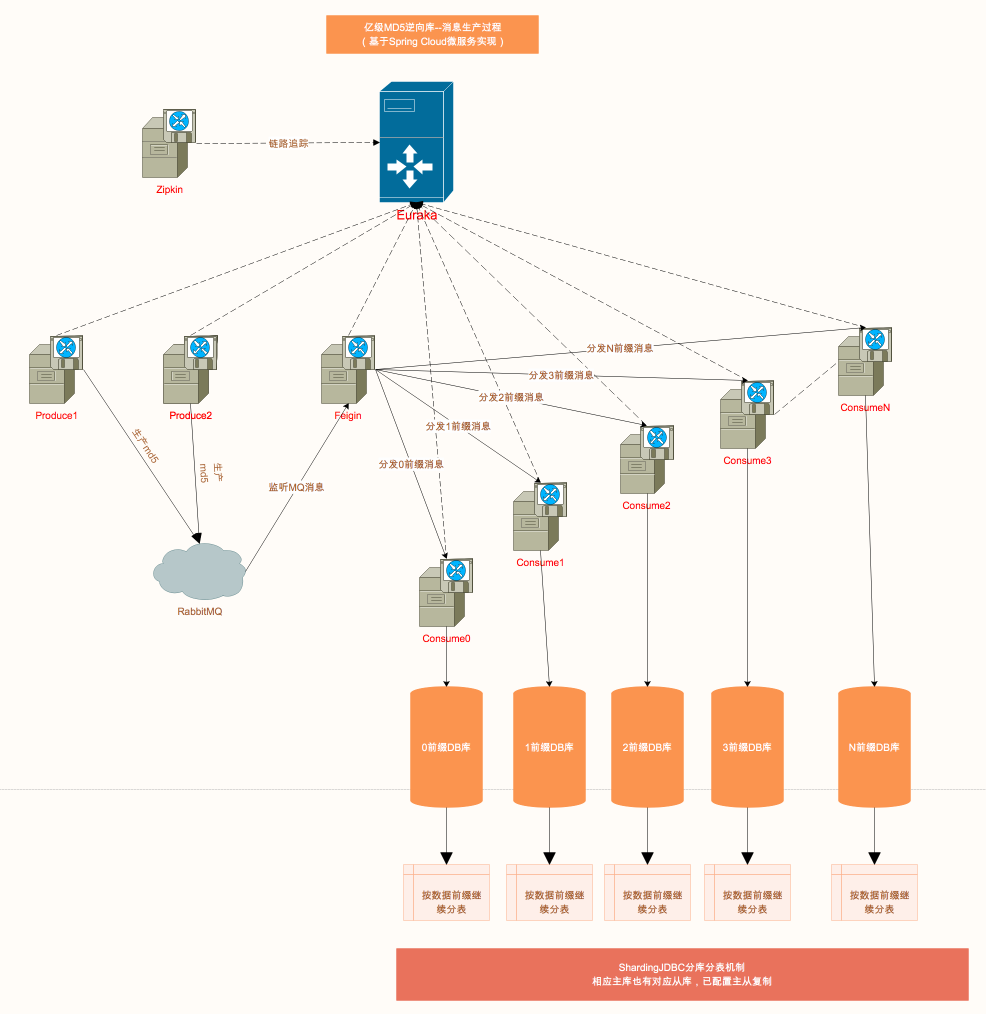 亿级MD5逆向库--消息生产过程
（基于Spring Cloud微服务实现）
链路追踪
Zipkin
Euraka
分发N前缀消息
分发3前缀消息
分发2前缀消息
分发1前缀消息
分发0前缀消息
Produce1
Produce2
Feigin
ConsumeN
Consume3
Consume2
Consume1
Consume0
生产md5
生产
md5
监听MQ消息
RabbitMQ
0前缀DB库
1前缀DB库
2前缀DB库
3前缀DB库
N前缀DB库
按数据前缀继
续分表
按数据前缀继
续分表
按数据前缀继
续分表
按数据前缀继
续分表
按数据前缀继
续分表
ShardingJDBC分库分表机制
相应主库也有对应从库，已配置主从复制